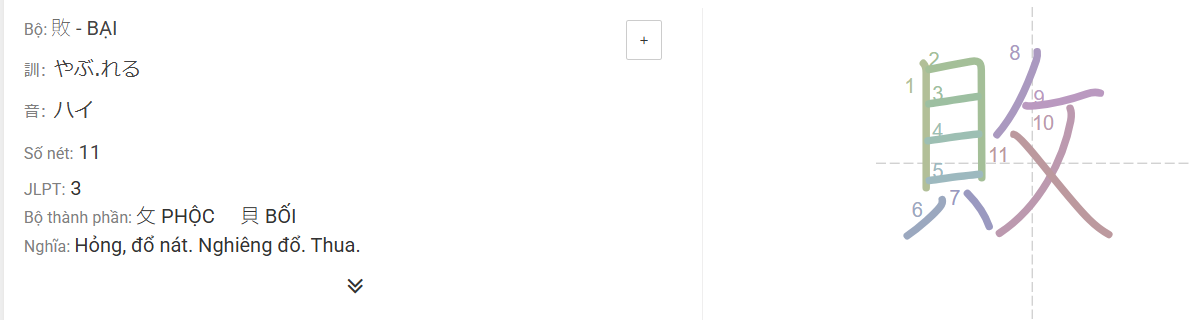 Bộ: 敗 - BẠI
+
訓: やぶ.れる
音: ハイ
Số nét: 11
JLPT: 3
Bộ thành phần: 攵 PHỘC 貝 BỐI
Nghĩa: Hỏng, đổ nát. Nghiêng đổ. Thua.
敗
1
2
3
4
5
6
7
8
9
10
11